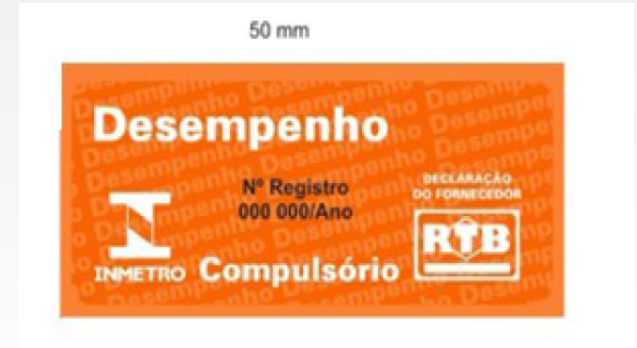 50 mm
Desempenho
Nº Registro
000 000/Ano
DECLARAÇÃO
DO FORNECEDOR
RTB
INMETRO
Compulsório